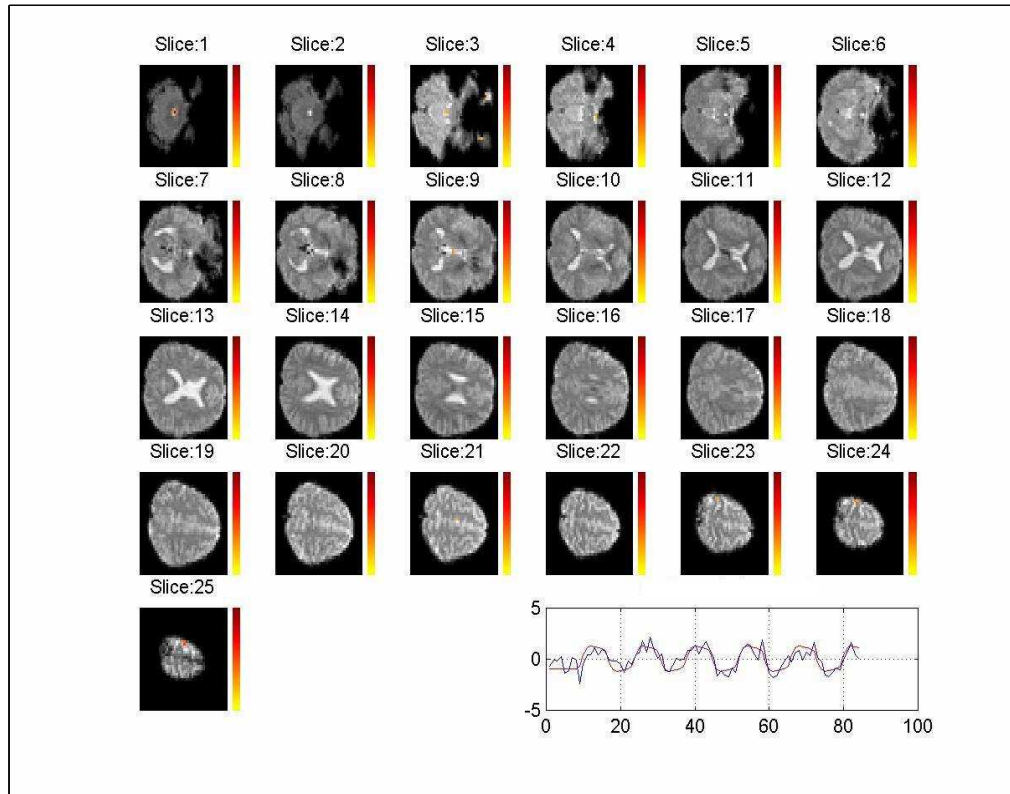 Slice:1 Slice:2 Slice:3 Slice:4 Slice:5 Slice:6
Slice:7 Slice:8 Slice:9 Slice:10 Slice:11 Slice:12
Slice:13 Slice:14 Slice:15 Slice:16 Slice:17 Slice:18
Slice:19 Slice:20 Slice:21 Slice:22 Slice:23 Slice:24
Slice:25
5
0
-5
0 20 40 60 80 100